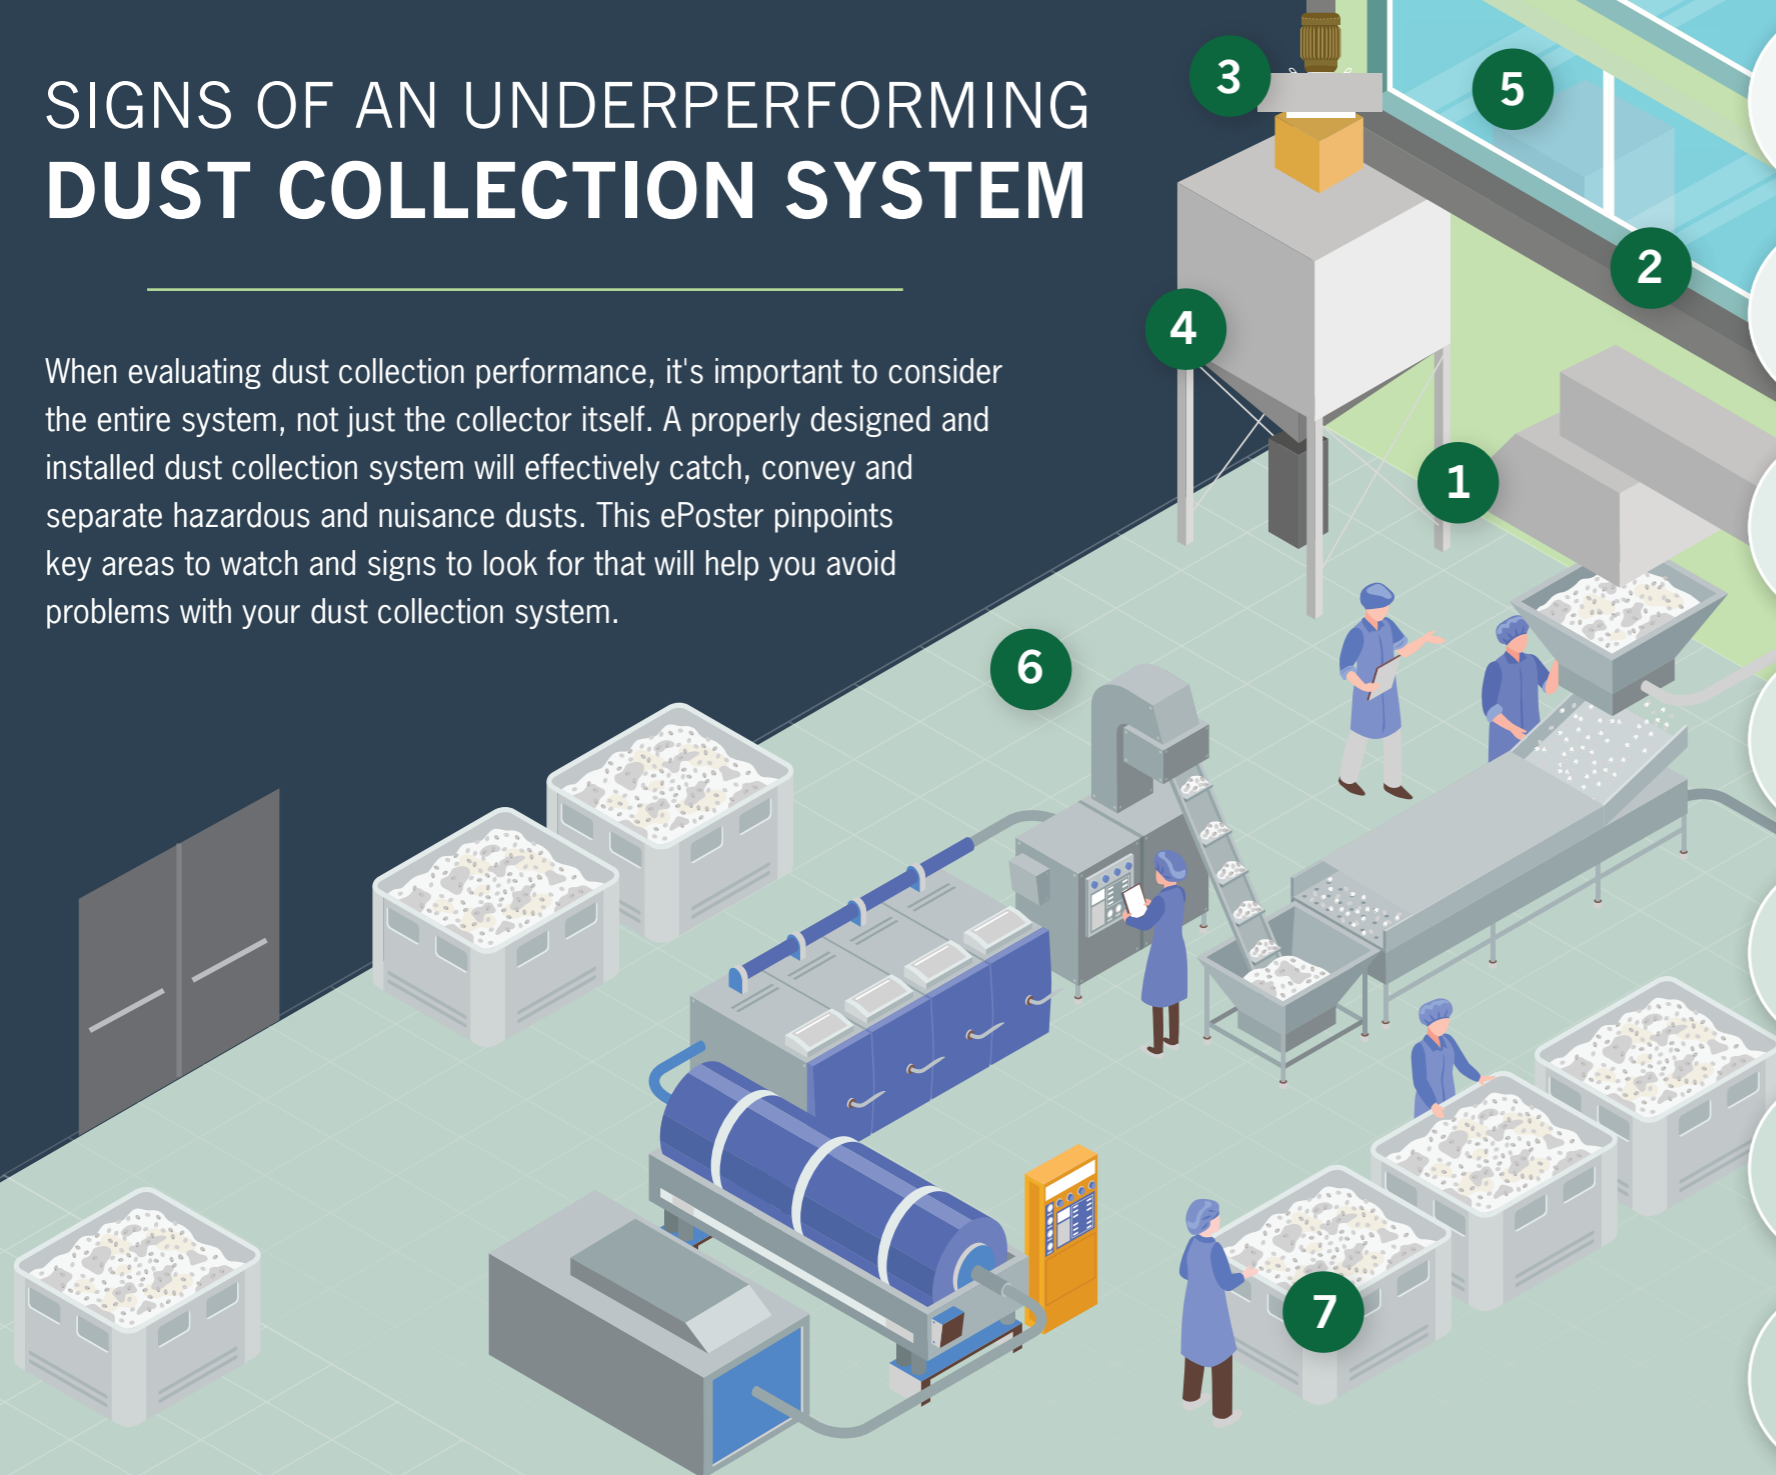 SIGNS OF AN UNDERPERFORMING
DUST COLLECTION SYSTEM
When evaluating dust collection performance, it's important to consider
the entire system, not just the collector itself. A properly designed and
installed dust collection system will effectively catch, convey and
separate hazardous and nuisance dusts. This ePoster pinpoints
key areas to watch and signs to look for that will help you avoid
problems with your dust collection system.
3
5
2
4
1
6
7